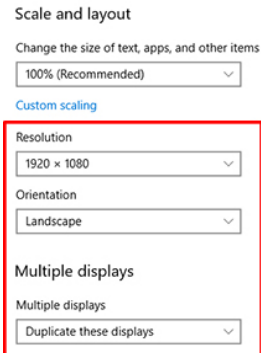 Scale and layout
Change the size of text, apps, and other items
100% (Recommended)
Custom scaling
Resolution
1920 × 1080
Orientation
Landscape
Multiple displays
Multiple displays
Duplicate these displays